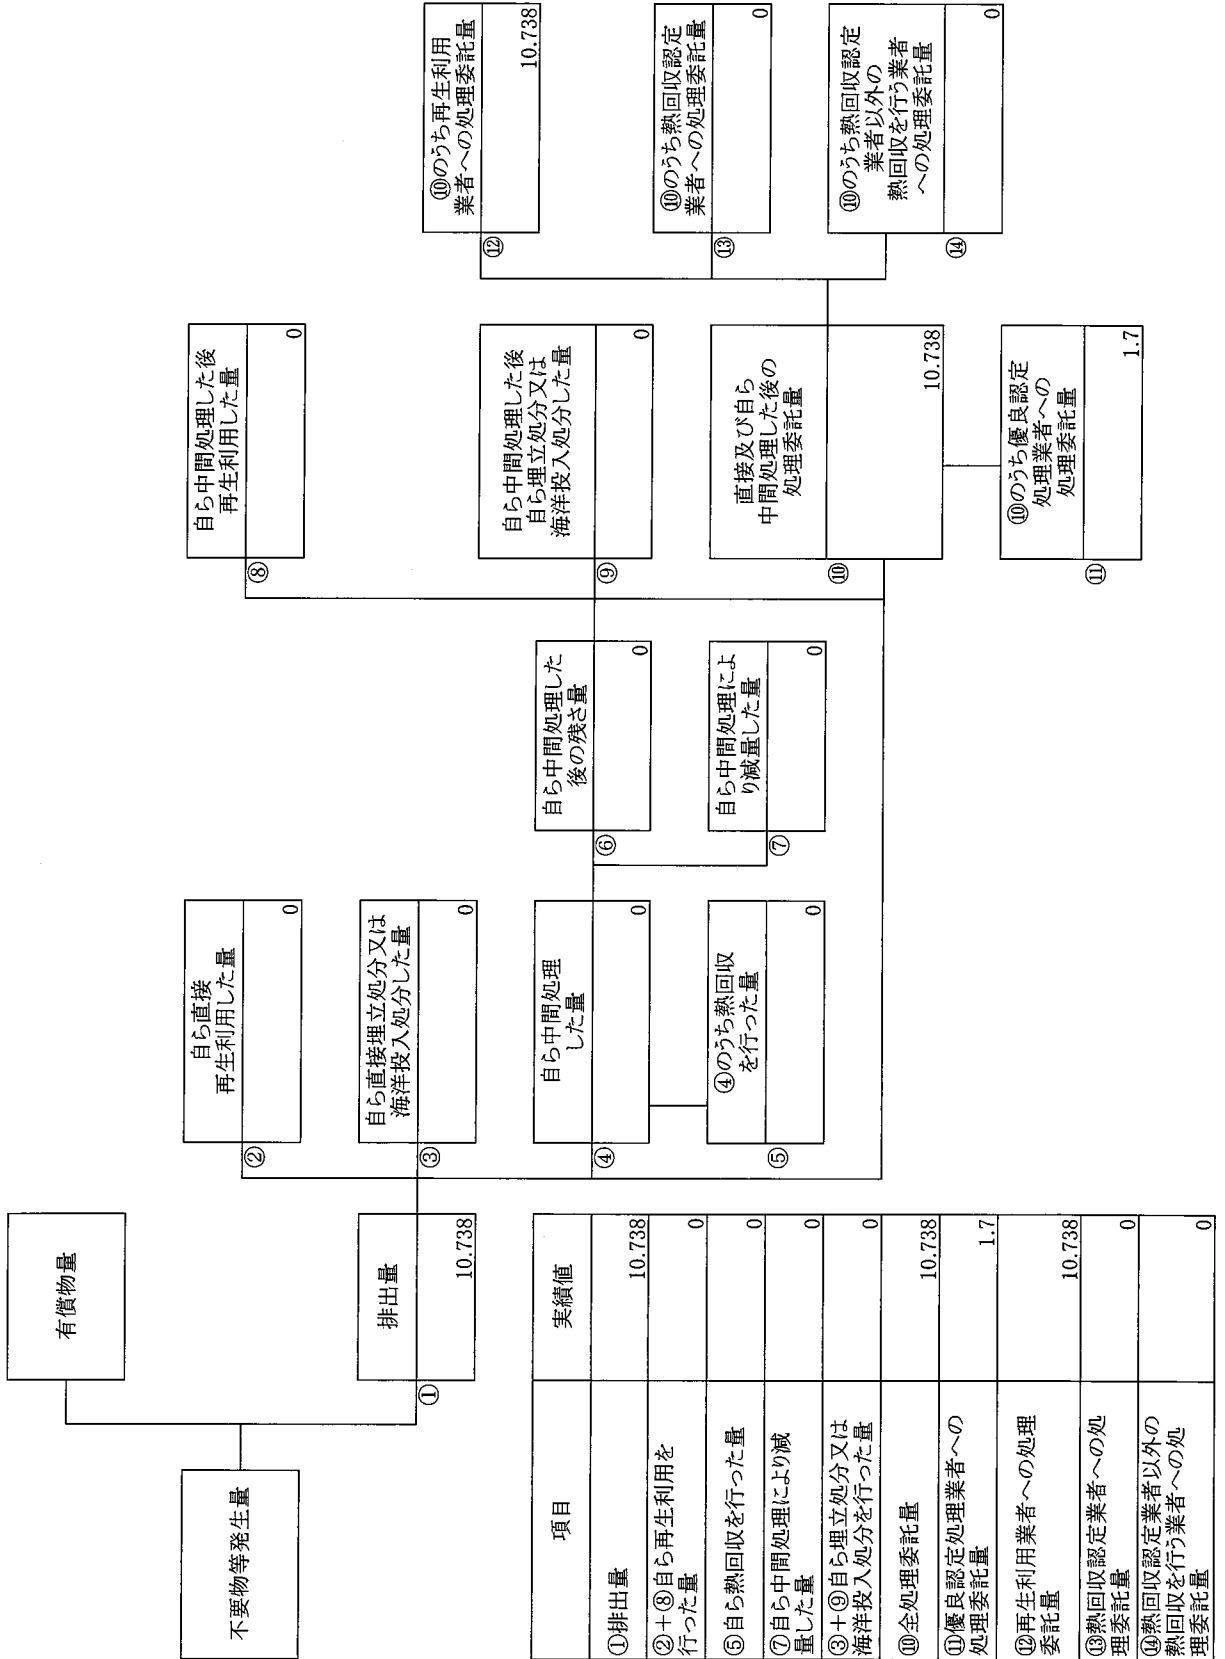 不要物等発生量
有償物量
①
排出量
10.738
②
自ら直接
再生利用した量
0
③
自ら直接埋立処分又は
海洋投入処分した量
0
④
自ら中間処理
した量
0
⑤
④のうち熱回収
を行った量
0
⑥
自ら中間処理した
後の残さ量
0
⑦
自ら中間処理によ
り減量した量
0
⑧
自ら中間処理した後
再生利用した量
0
⑨
自ら中間処理した後
自ら埋立処分又は
海洋投入処分した量
0
⑩
直接及び自ら
中間処理した後の
処理委託量
10.738
⑪
⑩のうち優良認定
処理業者への
処理委託量
1.7
⑫
⑩のうち再生利用
業者への処理委託量
10.738
⑬
⑩のうち熱回収認定
業者への処理委託量
0
⑭
⑩のうち熱回収認定
業者以外の
熱回収を行う業者
への処理委託量
0
項目
実績値
①排出量
10.738
②+⑧自ら再生利用を
行った量
0
⑤自ら熱回収を行った量
0
⑦自ら中間処理により減
量した量
0
③+⑨自ら埋立処分又は
海洋投入処分を行った量
0
⑩全処理委託量
10.738
⑪優良認定処理業者への
処理委託量
1.7
⑫再生利用業者への処理
委託量
10.738
⑬熱回収認定業者への処
理委託量
0
⑭熱回収認定業者以外の
熱回収を行う業者への処
理委託量
0